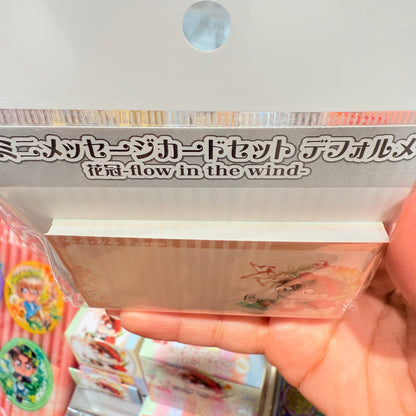 ミニメッセージカードセット デフォルメ
花冠-flow in the wind-